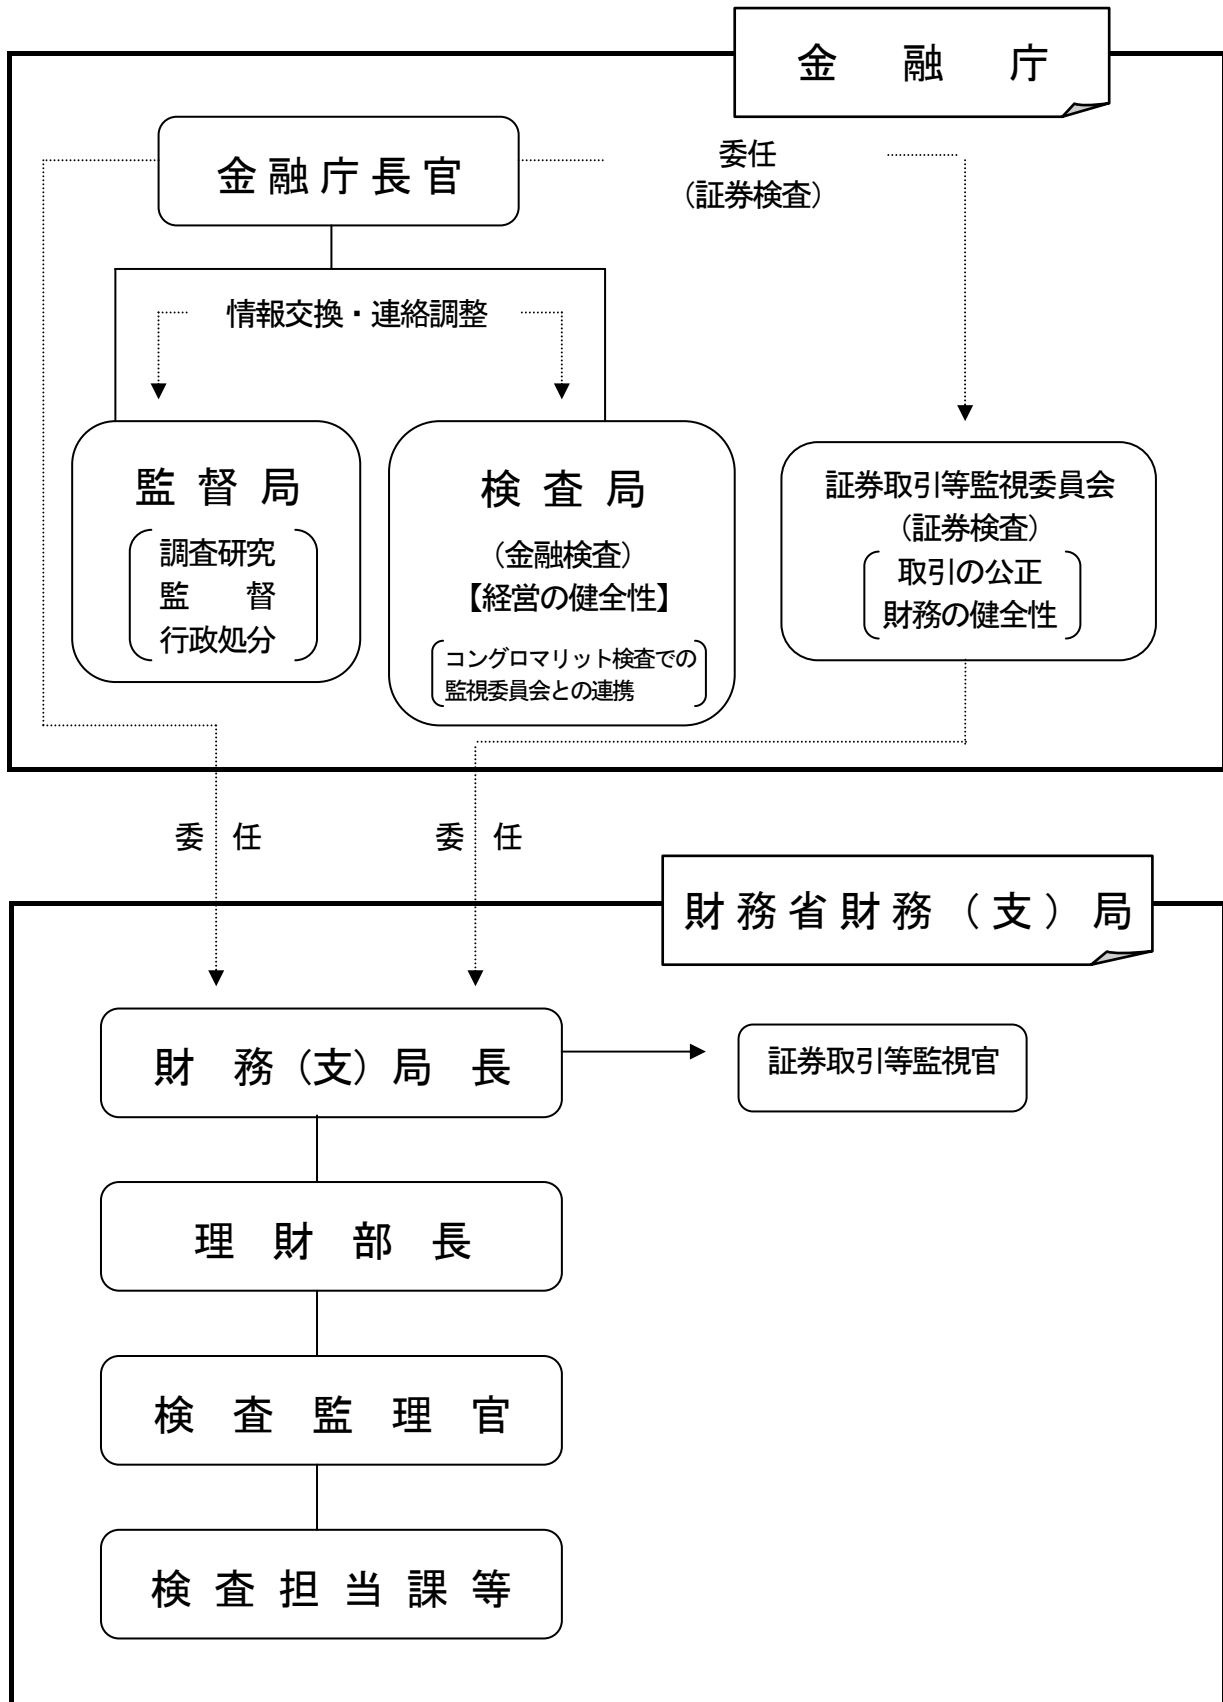 金融庁
金融庁長官
委任
（証券検査）
情報交換・連絡調整
監督局
調査研究
監　督
行政処分
検査局
（金融検査）
【経営の健全性】
コングロマリット検査での
監視委員会との連携
証券取引等監視委員会
（証券検査）
取引の公正
財務の健全性
委任
委任
財務省財務（支）局
財務（支）局長
証券取引等監視官
理財部長
検査監理官
検査担当課等